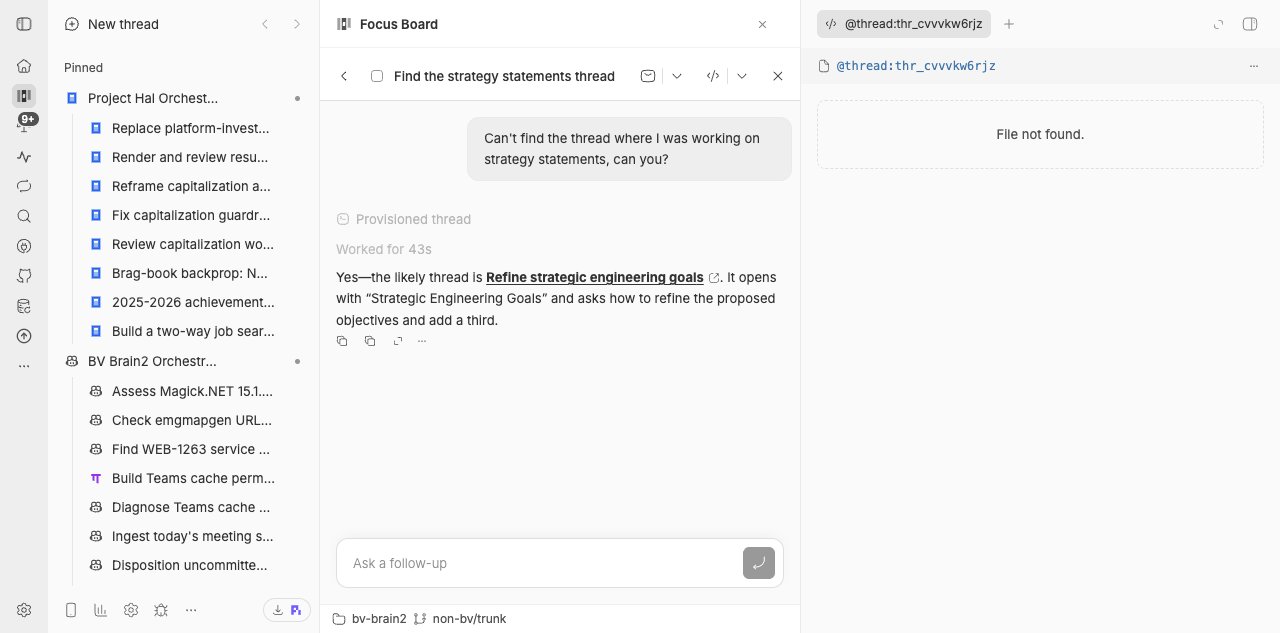 New thread
Pinned
Project Hal Orchest...
Replace platform-invest...
Render and review resu...
Reframe capitalization a...
9+
Fix capitalization guardr...
Review capitalization wo...
Brag-book backprop: N...
2025-2026 achievement...
Build a two-way job sear...
BV Brain2 Orchestr...
Assess Magick.NET 15.1....
Check emgmapgen URL...
Find WEB-1263 service ...
Build Teams cache perm...
Diagnose Teams cache ...
Ingest today's meeting s...
Disposition uncommitte...
Focus Board
Find the strategy statements thread
Can't find the thread where I was working on
strategy statements, can you?
Provisioned thread
Worked for 43s
Yes—the likely thread is Refine strategic engineering goals. It opens
with “Strategic Engineering Goals” and asks how to refine the proposed
objectives and add a third.
Ask a follow-up
bv-brain2 non-bv/trunk
@thread:thr_cvvvkw6rjz
@thread:thr_cvvvkw6rjz
File not found.